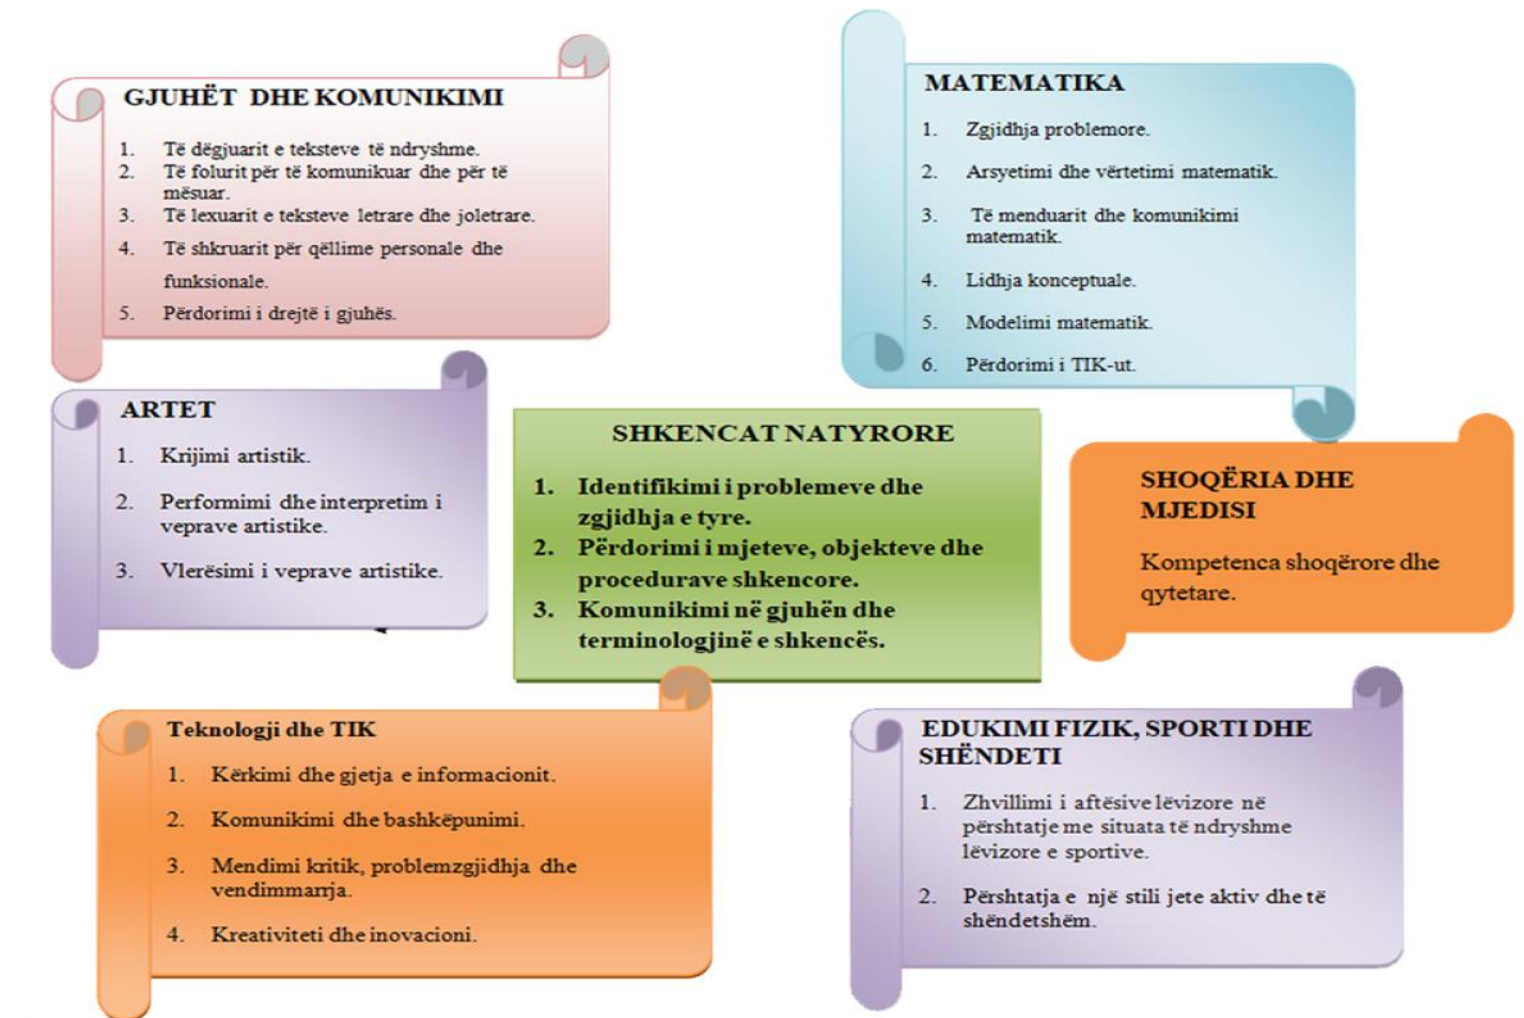 GJUHËT DHE KOMUNIKIMI
1. Të dëgjuarit e teksteve të ndryshme.
2. Të folurit për të komunikuar dhe për të
mësuar.
3. Të lexuarit e teksteve letrare dhe joletrare.
4. Të shkruarit për qëllime personale dhe
funksionale.
5. Përdorimi i drejtë i gjuhës.
MATEMATIKA
1. Zgjidhja problemore.
2. Arsyetimi dhe vërtetimi matematik.
3. Të menduarit dhe komunikimi
matematik.
4. Lidhja konceptuale.
5. Modelimi matematik.
6. Përdorimi i TIK-ut.
ARTET
1. Krijimi artistik.
2. Performimi dhe interpretim i
veprave artistike.
3. Vlerësimi i veprave artistike.
SHKENCAT NATYRORE
1. Identifikimi i problemeve dhe
zgjidhja e tyre.
2. Përdorimi i mjeteve, objekteve dhe
procedurave shkencore.
3. Komunikimi në gjuhën dhe
terminologjinë e shkencës.
SHOQËRIA DHE
MJEDISI
Kompetenca shoqërore dhe
qytetare.
Teknologji dhe TIK
1. Kërkimi dhe gjetja e informacionit.
2. Komunikimi dhe bashkëpunimi.
3. Mendimi kritik, problemzgjidhja dhe
vendimmarrja.
4. Kreativiteti dhe inovacioni.
EDUKIMI FIZIK, SPORTI DHE
SHËNDETI
1. Zhvillimi i aftësive lëvizore në
përshtatje me situata të ndryshme
lëvizore e sportive.
2. Përshtatja e një stili jete aktiv dhe të
shëndetshëm.